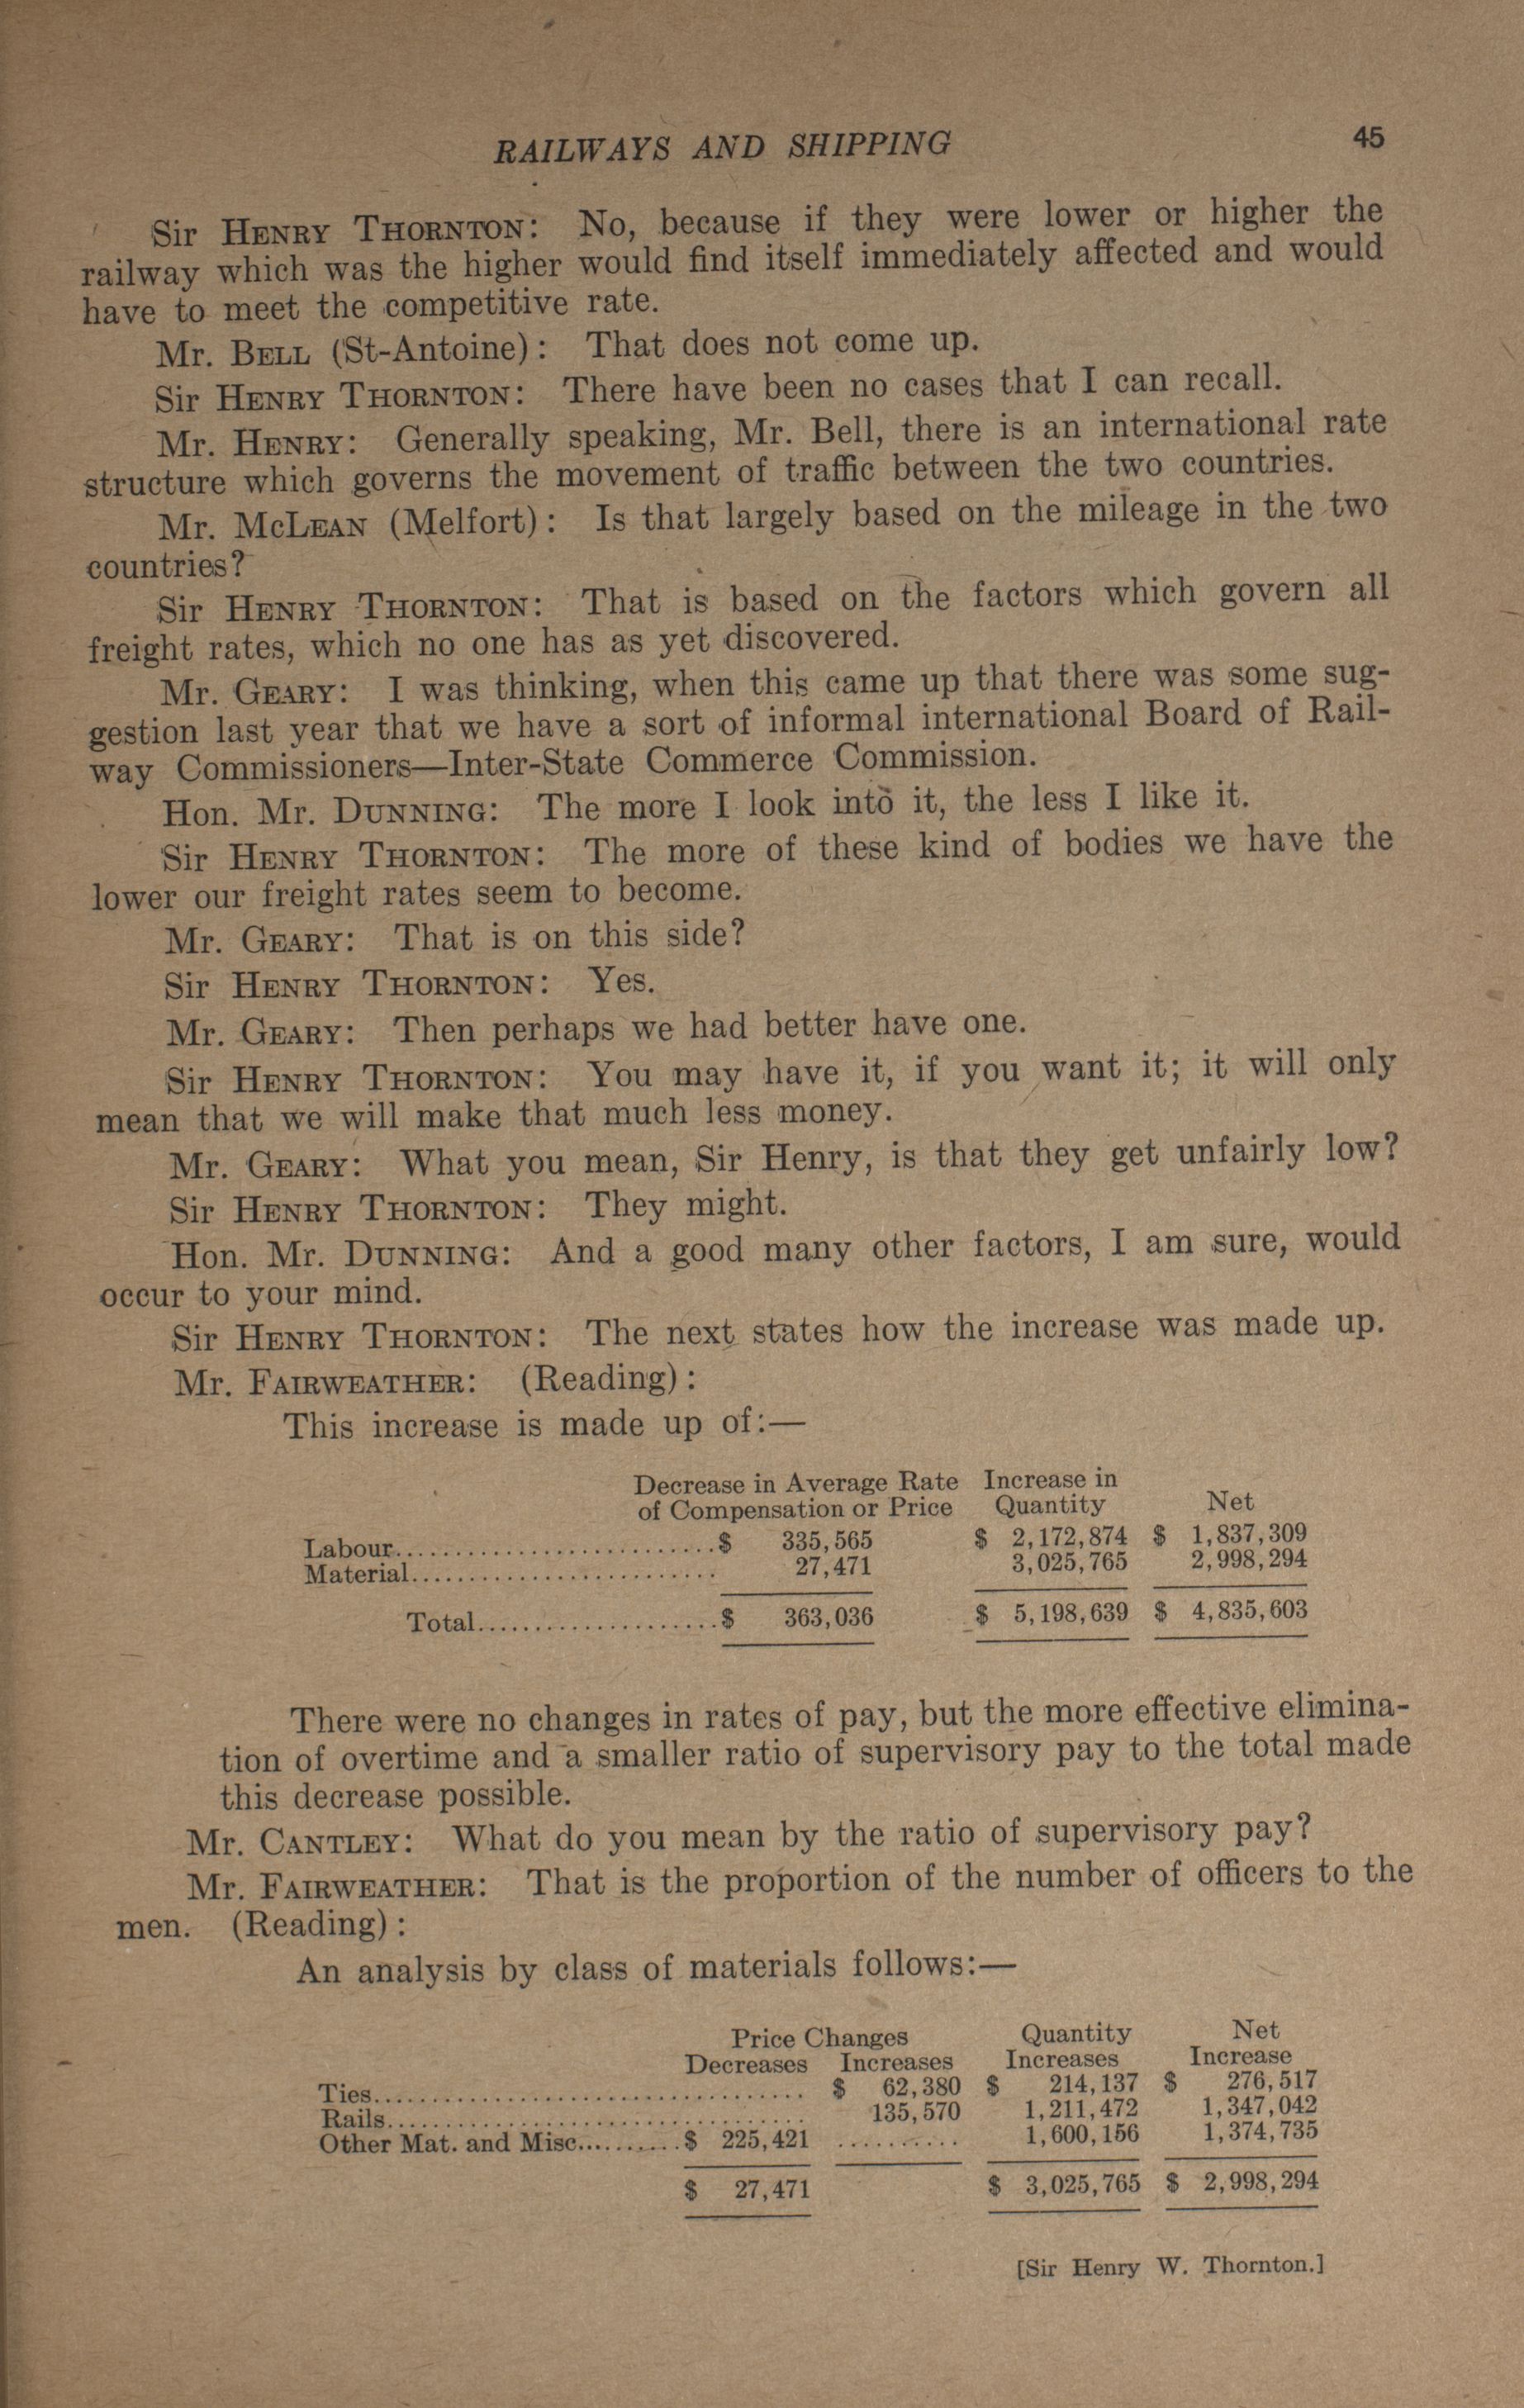 RAILWAYS AND SHIPPING 45
Sir HENRY THORNTON: No, because if they were lower or higher the
railway which was the higher would find itself immediately affected and would
have to meet the competitive rate.
Mr. BELL (St-Antoine): That does not come up.
Sir HENRY THORNTON: There have been no cases that I can recall.
Mr. HENRY: Generally speaking, Mr. Bell, there is an international rate
structure which governs the movement of traffic between the two countries.
Mr. MCLEAN (Melfort): Is that largely based on the mileage in the two
countries?
Sir HENRY THORNTON: That is based on the factors which govern all
freight rates, which no one has as yet discovered.
Mr. GEARY: I was thinking, when this came up that there was some sug-
gestion last year that we have a sort of informal international Board of Rail-
way Commissioners—Inter-State Commerce Commission.
Hon. Mr. DUNNING: The more I look into it, the less I like it.
Sir HENRY THORNTON: The more of these kind of bodies we have the
lower our freight rates seem to become.
Mr. GEARY: That is on this side?
Sir HENRY THORNTON: Yes.
Mr. GEARY: Then perhaps we had better have one.
Sir HENRY THORNTON: You may have it, if you want it; it will only
mean that we will make that much less money.
Mr. GEARY: What you mean, Sir Henry, is that they get unfairly low?
Sir HENRY THORNTON: They might.
Hon. Mr. DUNNING: And a good many other factors, I am sure, would
occur to your mind.
Sir HENRY THORNTON: The next states how the increase was made up.
Mr. FAIRWEATHER: (Reading):
This increase is made up of:—
Decrease in Average Rate Increase in
of Compensation or Price Quantity Net
Labour...........................$ 335,565 $ 2,172,874 $ 1,837,309
Material.......................... 27,471 3,025,765 2,998,294
Total.....................$ 363,036 $ 5,198,639 $ 4,835,603
There were no changes in rates of pay, but the more effective elimina-
tion of overtime and a smaller ratio of supervisory pay to the total made
this decrease possible.
Mr. CANTLEY: What do you mean by the ratio of supervisory pay?
Mr. FAIRWEATHER: That is the proportion of the number of officers to the
men. (Reading):
An analysis by class of materials follows:—
Price Changes Quantity Net
Decreases Increases Increases Increase
Ties.................................... $ 62,380 $ 214,137 $ 276,517
Rails................................... 135,570 1,211,472 1,347,042
Other Mat. and Misc...........$ 225,421 .......... 1,600,156 1,374,735
$ 27,471 $ 3,025,765 $ 2,998,294
[Sir Henry W. Thornton.]